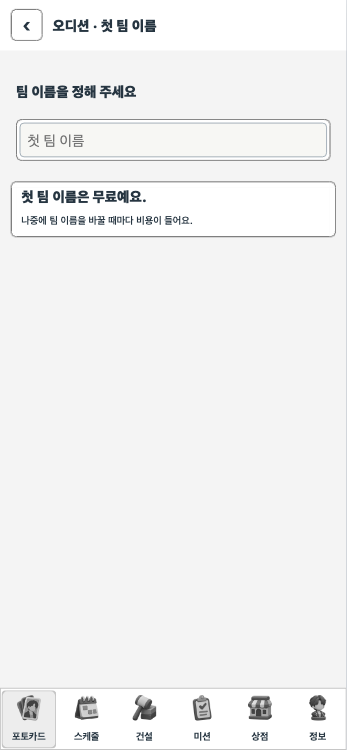 오디션 · 첫 팀 이름
팀 이름을 정해 주세요
첫 팀 이름
첫 팀 이름은 무료예요.
나중에 팀 이름을 바꿀 때마다 비용이 들어요.
포토카드
스케줄
건설
미션
상점
정보